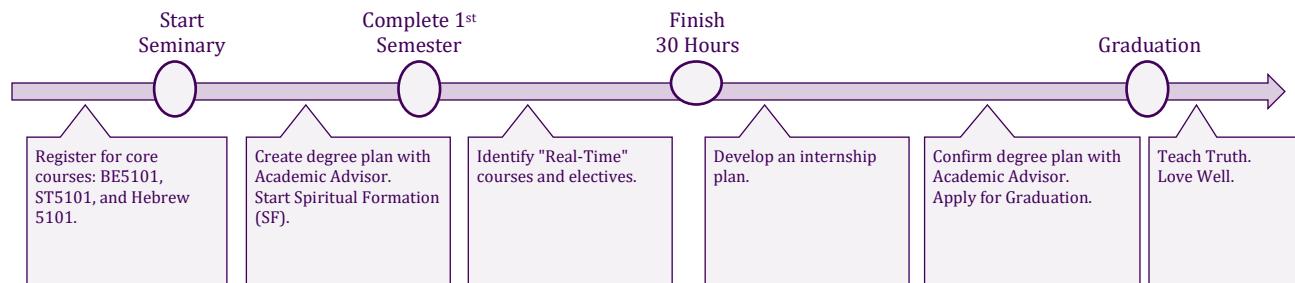 Start
Seminary
Complete 1st
Semester
Finish
30 Hours
Graduation
Register for core
courses: BE5101,
ST5101, and Hebrew
5101.
Create degree plan with
Academic Advisor.
Start Spiritual Formation
(SF).
Identify "Real-Time"
courses and electives.
Develop an internship
plan.
Confirm degree plan with
Academic Advisor.
Apply for Graduation.
Teach Truth.
Love Well.